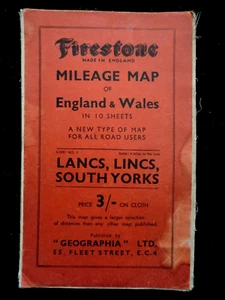 Firestone
MADE IN ENGLAND
MILEAGE MAP
OF
England & Wales
IN 10 SHEETS
A NEW TYPE OF MAP
FOR ALL ROAD USERS
LANCS, LINCS,
SOUTH YORKS
PRICE 3/- ON CLOTH
This map gives a larger selection
of distances than any other map published.
Published by
"GEOGRAPHIA" LTD.
55, FLEET STREET, E.C.4